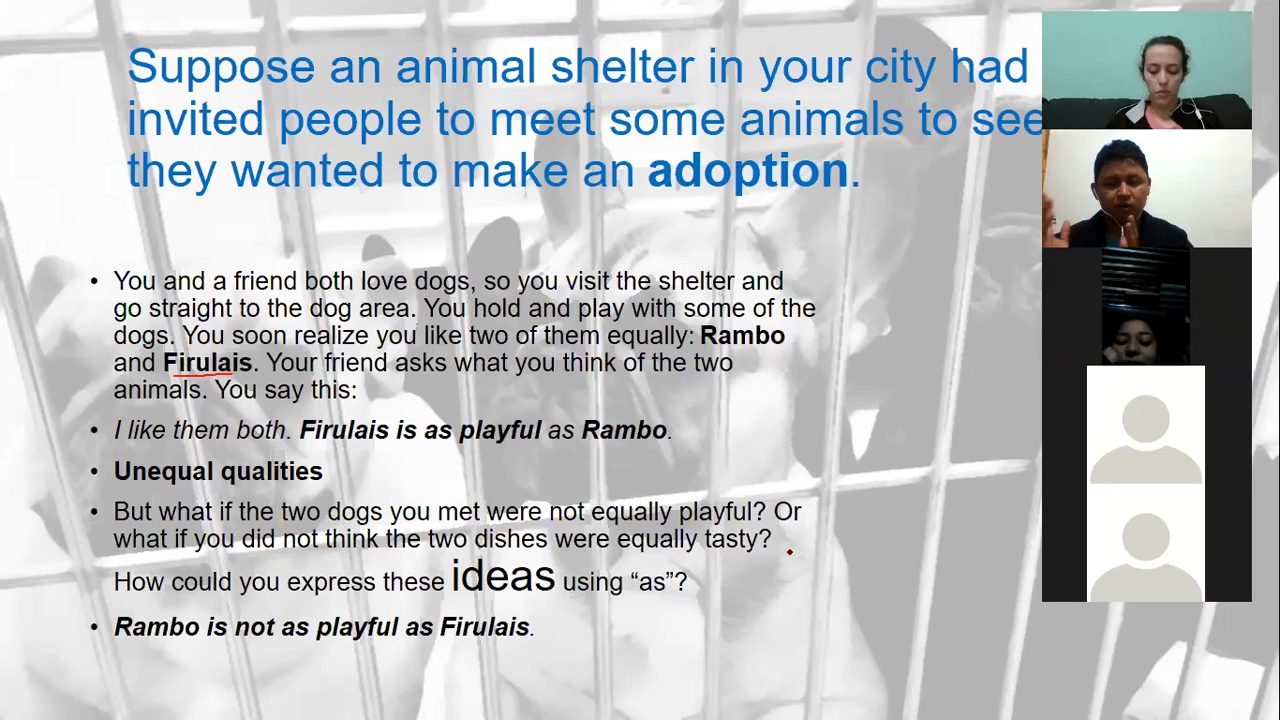 Suppose an animal shelter in your city had
invited people to meet some animals to see
they wanted to make an adoption.
• You and a friend both love dogs, so you visit the shelter and
go straight to the dog area. You hold and play with some of the
dogs. You soon realize you like two of them equally: Rambo
and Firulais. Your friend asks what you think of the two
animals. You say this:
• I like them both. Firulais is as playful as Rambo.
• Unequal qualities
• But what if the two dogs you met were not equally playful? Or
what if you did not think the two dishes were equally tasty?
How could you express these ideas using “as”?
• Rambo is not as playful as Firulais.